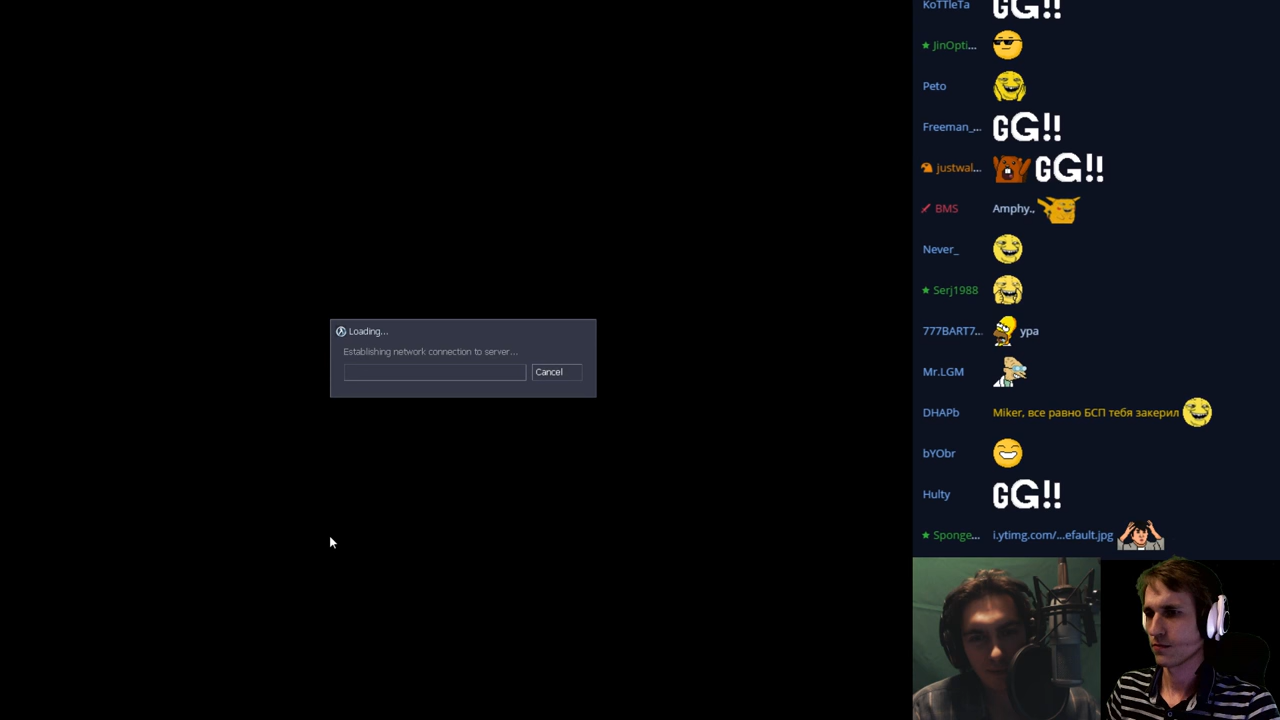 KoTTleTa GG!!
JinOpti...
Peto
Freeman_... GG!!
justwal... GG!!
BMS Amphy.,
Never_
Serj1988
777BART7... ура
Mr.LGM
DHAPb Miker, все равно БСП тебя закерил
bYObr
Hulty GG!!
Sponge... i.ytimg.com/...efault.jpg
Loading...
Establishing network connection to server...
Cancel